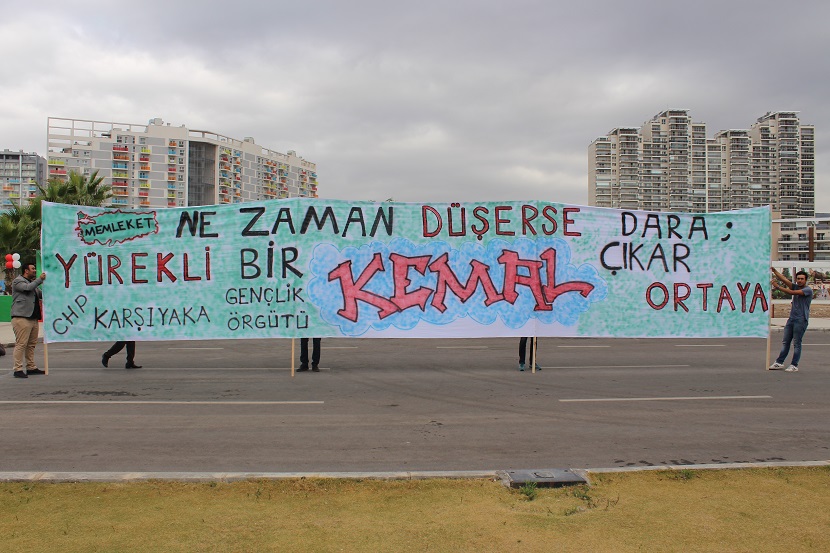 MEMLEKET NE ZAMAN DÜŞERSE DARA;
YÜREKLİ BİR KEMAL ÇIKAR ORTAYA
CHP KARŞIYAKA GENÇLİK ÖRGÜTÜ